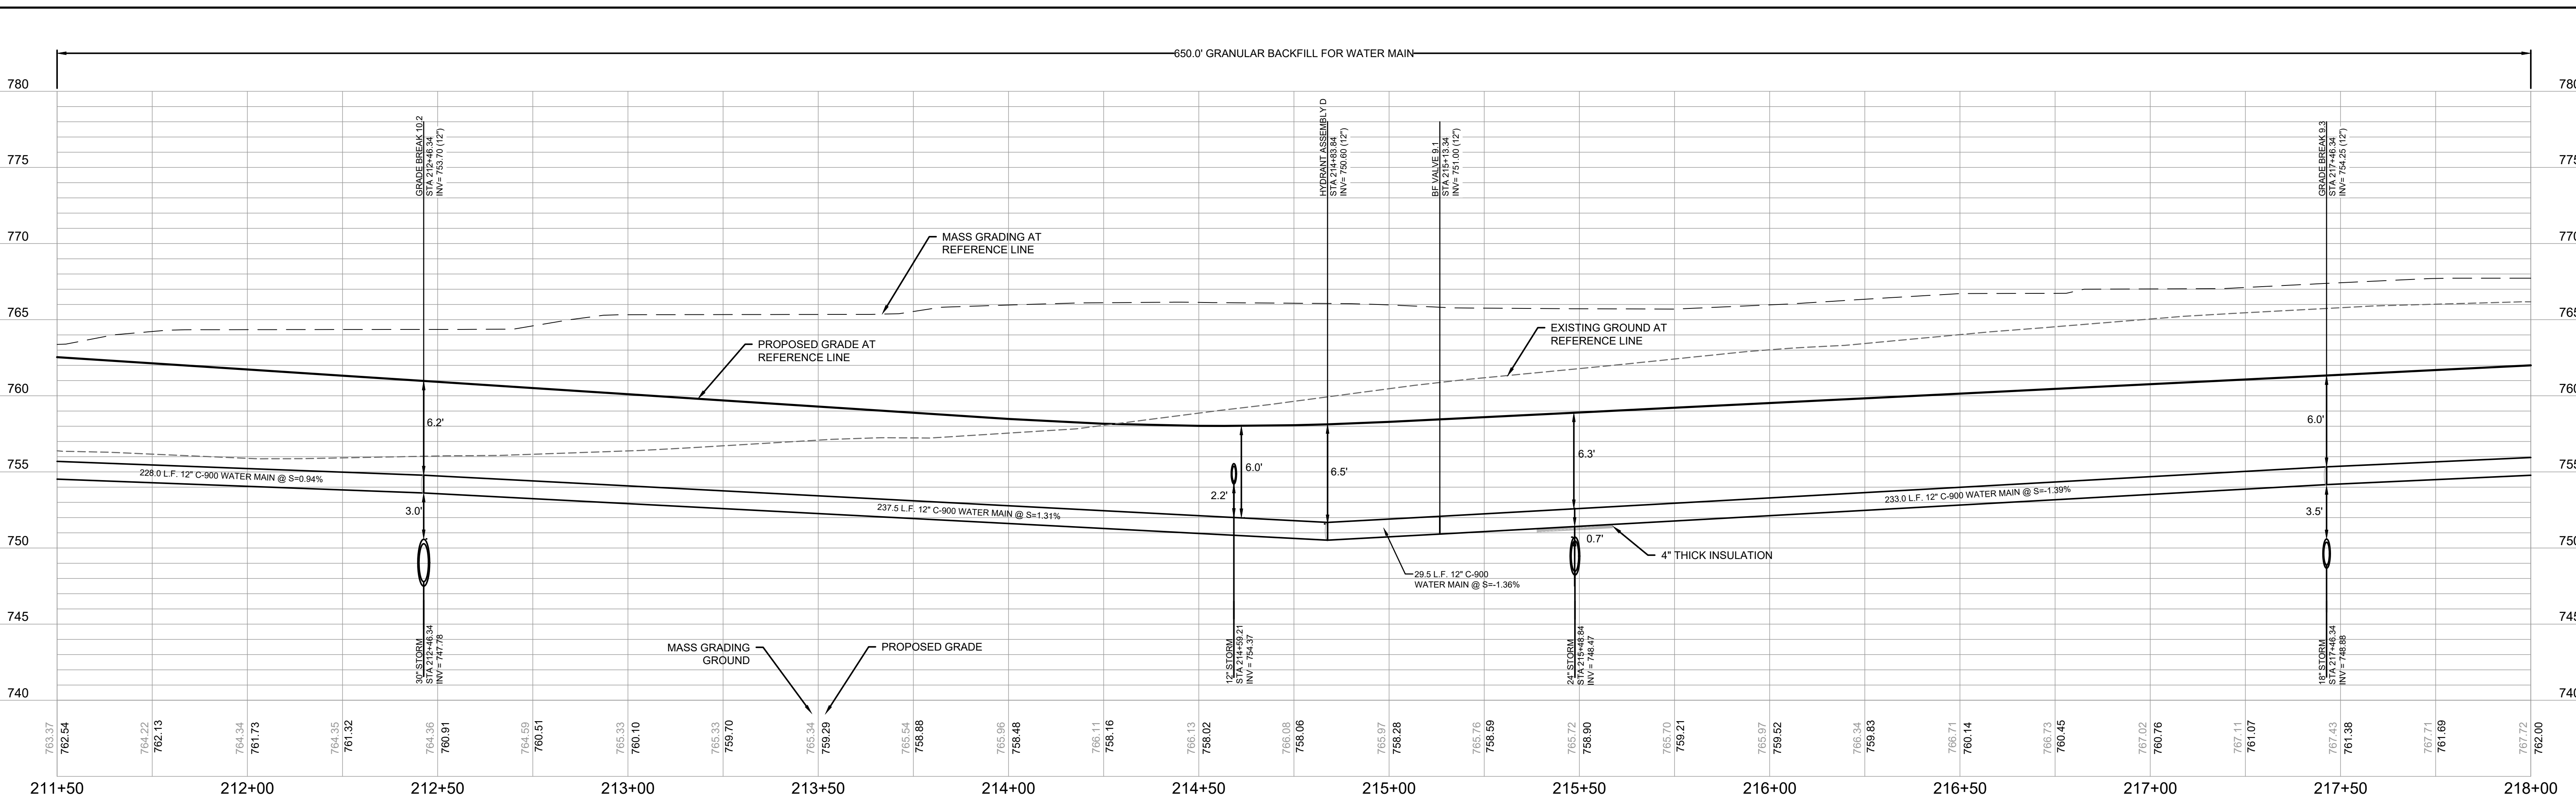 650.0' GRANULAR BACKFILL FOR WATER MAIN
780
780
775
775
770
770
765
765
760
760
755
755
750
750
745
745
740
740
GRADE BREAK 10.2
STA 212+46.34
INV= 753.70 (12")
HYDRANT ASSEMBLY D
STA 214+83.84
INV= 750.60 (12")
BF VALVE 9.1
STA 215+13.34
INV= 751.00 (12")
GRADE BREAK 9.3
STA 217+46.34
INV= 754.25 (12")
MASS GRADING AT
REFERENCE LINE
PROPOSED GRADE AT
REFERENCE LINE
EXISTING GROUND AT
REFERENCE LINE
6.2'
3.0'
2.2'
6.0'
6.5'
6.3'
0.7'
6.0'
3.5'
228.0 L.F. 12" C-900 WATER MAIN @ S=0.94%
237.5 L.F. 12" C-900 WATER MAIN @ S=1.31%
233.0 L.F. 12" C-900 WATER MAIN @ S=-1.39%
29.5 L.F. 12" C-900
WATER MAIN @ S=-1.36%
4" THICK INSULATION
30" STORM
STA 212+46.34
INV = 747.78
MASS GRADING
GROUND
PROPOSED GRADE
12" STORM
STA 214+59.21
INV = 754.37
24" STORM
STA 215+48.84
INV = 748.47
18" STORM
STA 217+46.34
INV = 748.88
763.37
762.54
764.22
762.13
764.34
761.73
764.35
761.32
764.36
760.91
764.59
760.51
765.33
760.10
765.33
759.70
765.34
759.29
765.54
758.88
765.96
758.48
766.11
758.16
766.13
758.02
766.08
758.06
765.97
758.28
765.76
758.59
765.72
758.90
765.70
759.21
765.97
759.52
766.34
759.83
766.71
760.14
766.73
760.45
767.02
760.76
767.11
761.07
767.43
761.38
767.71
761.69
767.72
762.00
211+50
212+00
212+50
213+00
213+50
214+00
214+50
215+00
215+50
216+00
216+50
217+00
217+50
218+00